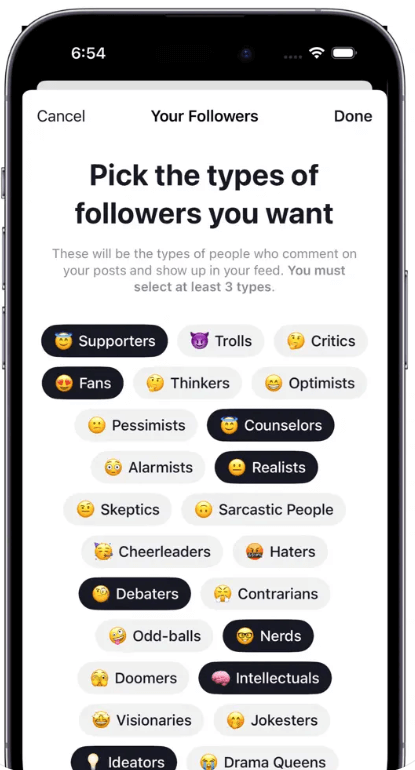 6:54
Cancel Your Followers Done
Pick the types of
followers you want
These will be the types of people who comment on
your posts and show up in your feed. You must
select at least 3 types.
😇 Supporters 😈 Trolls 🤔 Critics
😍 Fans 🤔 Thinkers 😁 Optimists
😕 Pessimists 😇 Counselors
😳 Alarmists 😐 Realists
🤨 Skeptics 🙃 Sarcastic People
🥳 Cheerleaders 🤬 Haters
🧐 Debaters 😤 Contrarians
🤪 Odd-balls 🤓 Nerds
🫣 Doomers 🧠 Intellectuals
🤩 Visionaries 🤭 Jokesters
💡 Ideators 😭 Drama Queens